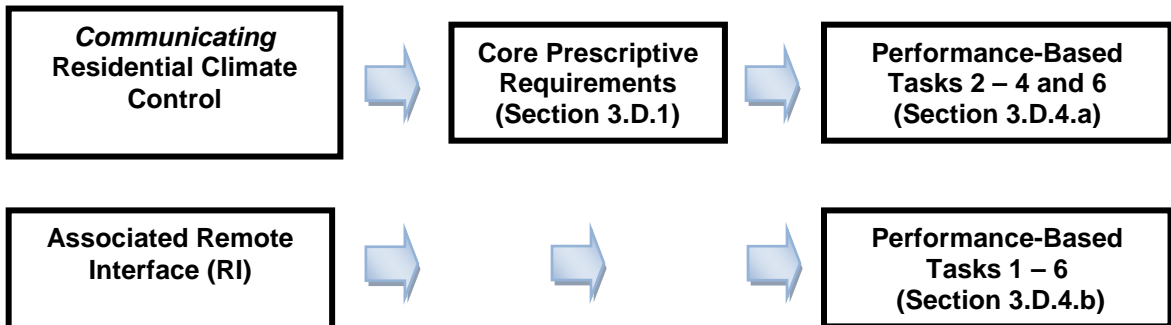 Communicating
Residential Climate
Control
Core Prescriptive
Requirements
(Section 3.D.1)
Performance-Based
Tasks 2 – 4 and 6
(Section 3.D.4.a)
Associated Remote
Interface (RI)
Performance-Based
Tasks 1 – 6
(Section 3.D.4.b)